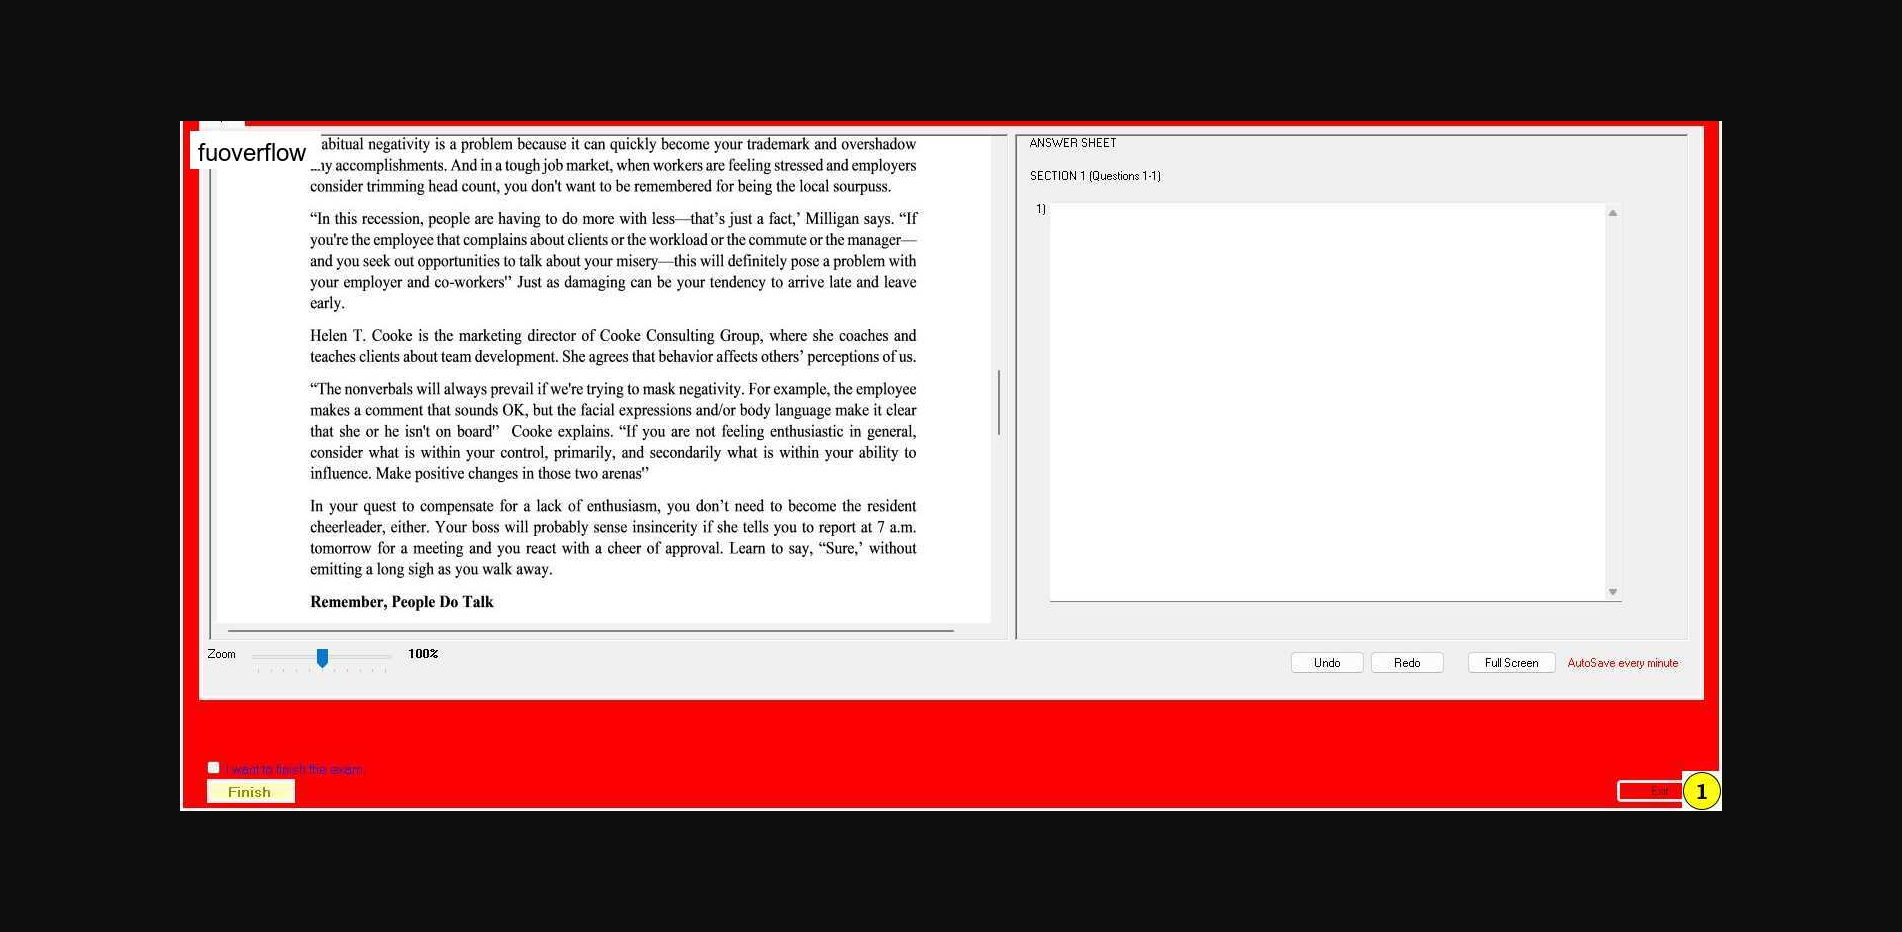 fuoverflow
abitual negativity is a problem because it can quickly become your trademark and overshadow
accomplishments. And in a tough job market, when workers are feeling stressed and employers
consider trimming head count, you don't want to be remembered for being the local sourpuss.
“In this recession, people are having to do more with less—that’s just a fact,’ Milligan says. “If
you're the employee that complains about clients or the workload or the commute or the manager—
and you seek out opportunities to talk about your misery—this will definitely pose a problem with
your employer and co-workers” Just as damaging can be your tendency to arrive late and leave
early.
Helen T. Cooke is the marketing director of Cooke Consulting Group, where she coaches and
teaches clients about team development. She agrees that behavior affects others’ perceptions of us.
“The nonverbals will always prevail if we're trying to mask negativity. For example, the employee
makes a comment that sounds OK, but the facial expressions and/or body language make it clear
that she or he isn't on board” Cooke explains. “If you are not feeling enthusiastic in general,
consider what is within your control, primarily, and secondarily what is within your ability to
influence. Make positive changes in those two arenas”
In your quest to compensate for a lack of enthusiasm, you don’t need to become the resident
cheerleader, either. Your boss will probably sense insincerity if she tells you to report at 7 a.m.
tomorrow for a meeting and you react with a cheer of approval. Learn to say, “Sure,’ without
emitting a long sigh as you walk away.
Remember, People Do Talk
ANSWER SHEET
SECTION 1 (Questions 1-1)
1)
Zoom
100%
Undo
Redo
Full Screen
AutoSave every minute
I want to finish the exam.
Finish
Exit
1